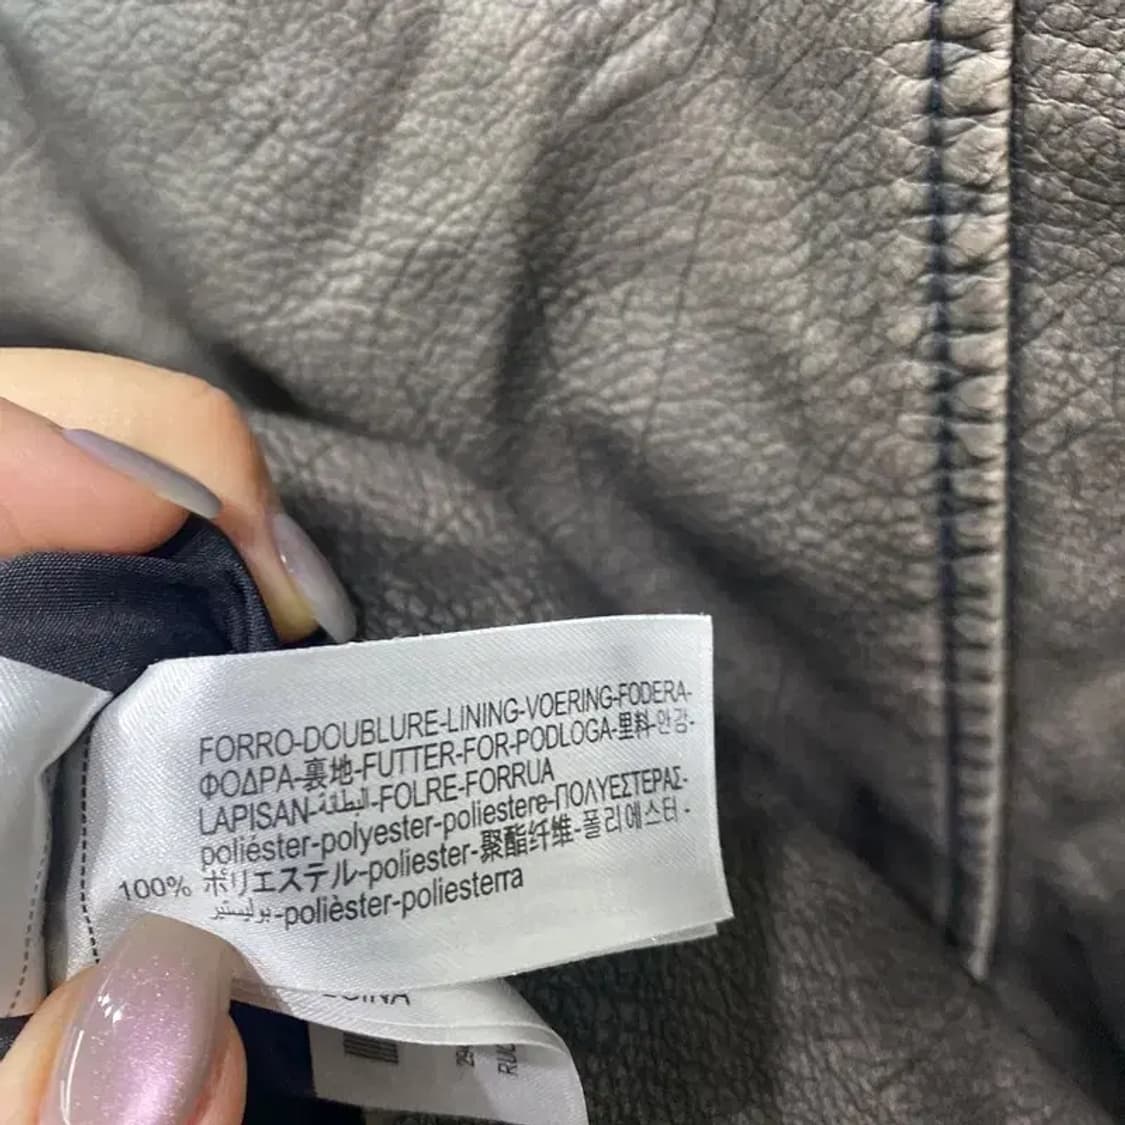 FORRO-DOUBLURE-LINING-VOERING-FODERA-
ΦΟΔΡΑ-裏地-FUTTER-FOR-PODLOGA-里料-안감-
LAPISAN-البطانة-FOLRE-FORRUA
poliéster-polyester-poliestere-ΠΟΛΥΕΣΤΕΡΑΣ-
100% ポリエステル-poliester-聚酯纤维-폴리에스터-
بوليستير-polièster-poliesterra